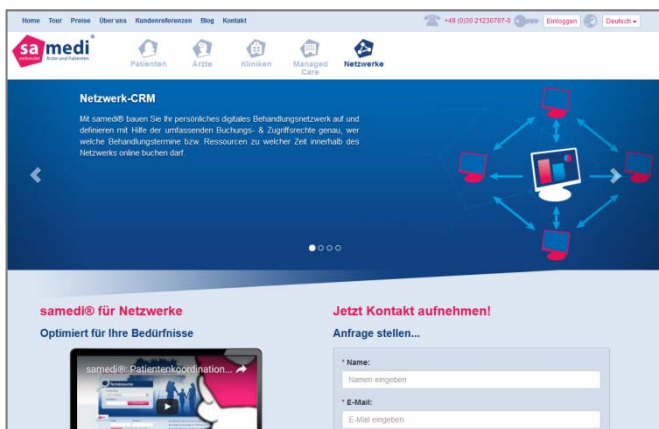 Home Tour Preise Über uns Kundenreferenzen Blog Kontakt
+49 (0)30 21230707-0 Einloggen Deutsch
samedi®
vernetzt Ärzte und Patienten
Patienten Ärzte Kliniken Managed Care Netzwerke
Netzwerk-CRM
Mit samedi® bauen Sie Ihr persönliches digitales Behandlungsnetzwerk auf und
definieren mit Hilfe der umfassenden Buchungs- & Zugriffsrechte genau, wer
welche Behandlungstermine bzw. Ressourcen zu welcher Zeit innerhalb des
Netzwerks online buchen darf.
samedi® für Netzwerke
Optimiert für Ihre Bedürfnisse
samedi®: Patientenkoordination...
Jetzt Kontakt aufnehmen!
Anfrage stellen...
* Name:
Namen eingeben
* E-Mail:
E-Mail eingeben